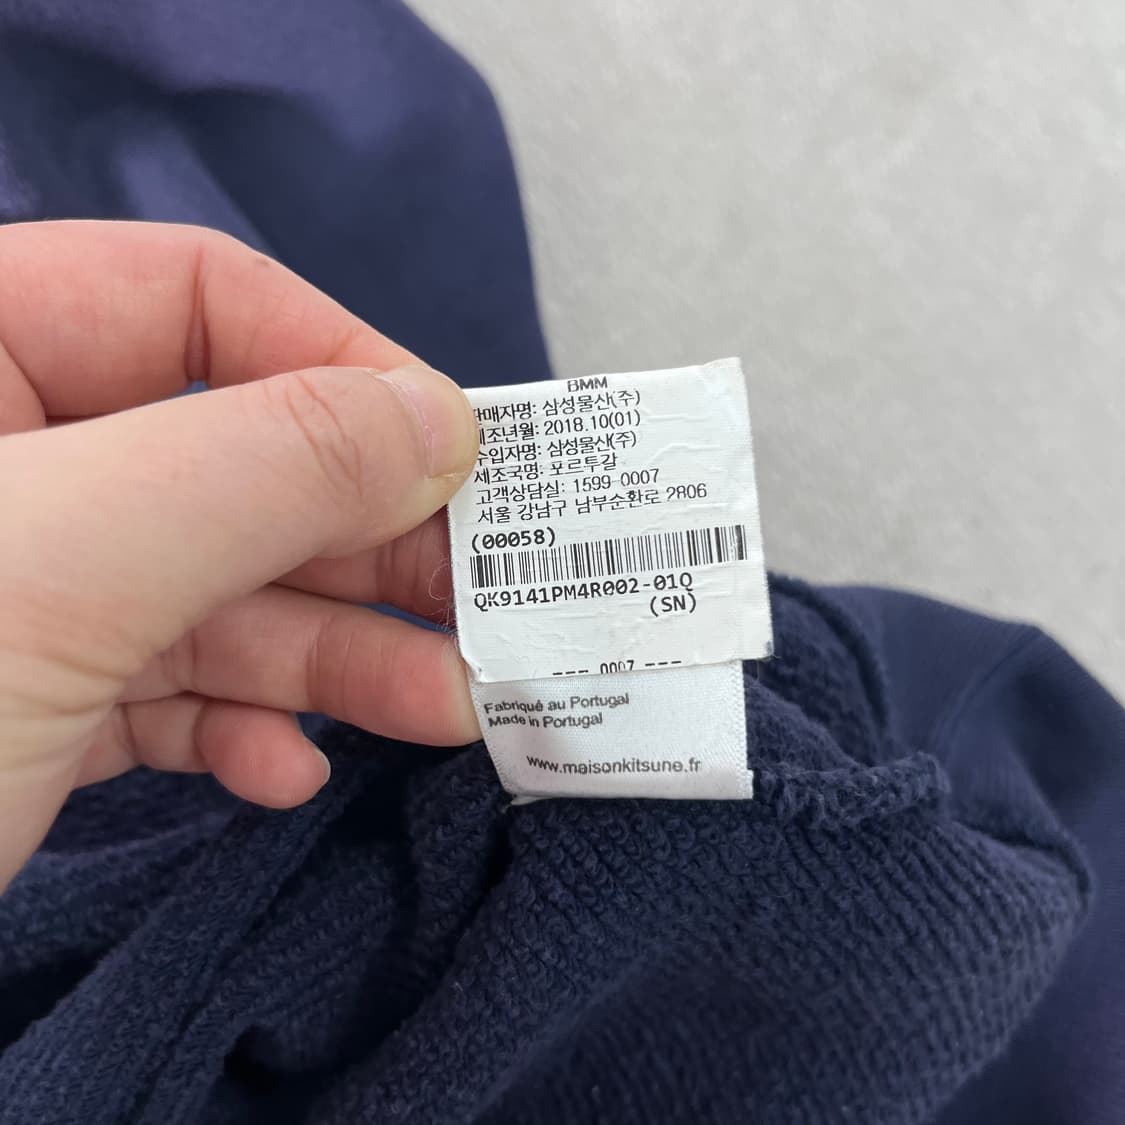 BMM
판매자명: 삼성물산(주)
제조년월: 2018.10(01)
수입자명: 삼성물산(주)
제조국명: 포르투갈
고객상담실: 1599-0007
서울 강남구 남부순환로 2806
(00058)
QK9141PM4R002-01Q
(SN)
--- 0007 ---
Fabriqué au Portugal
Made in Portugal
www.maisonkitsune.fr